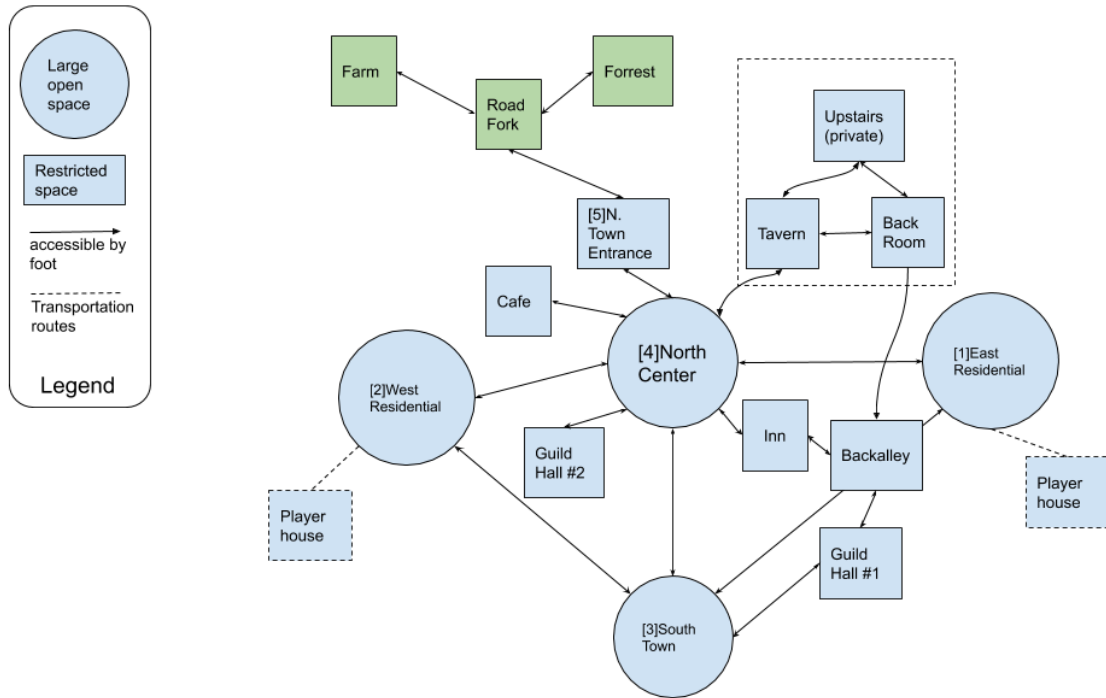 Large
open
space
Restricted
space
accessible by
foot
Transportation
routes
Legend
Farm
Forrest
Road
Fork
Upstairs
(private)
[5]N.
Town
Entrance
Tavern
Back
Room
Cafe
[4]North
Center
[1]East
Residential
[2]West
Residential
Inn
Guild
Hall #2
Backalley
Player
house
Player
house
Guild
Hall #1
[3]South
Town